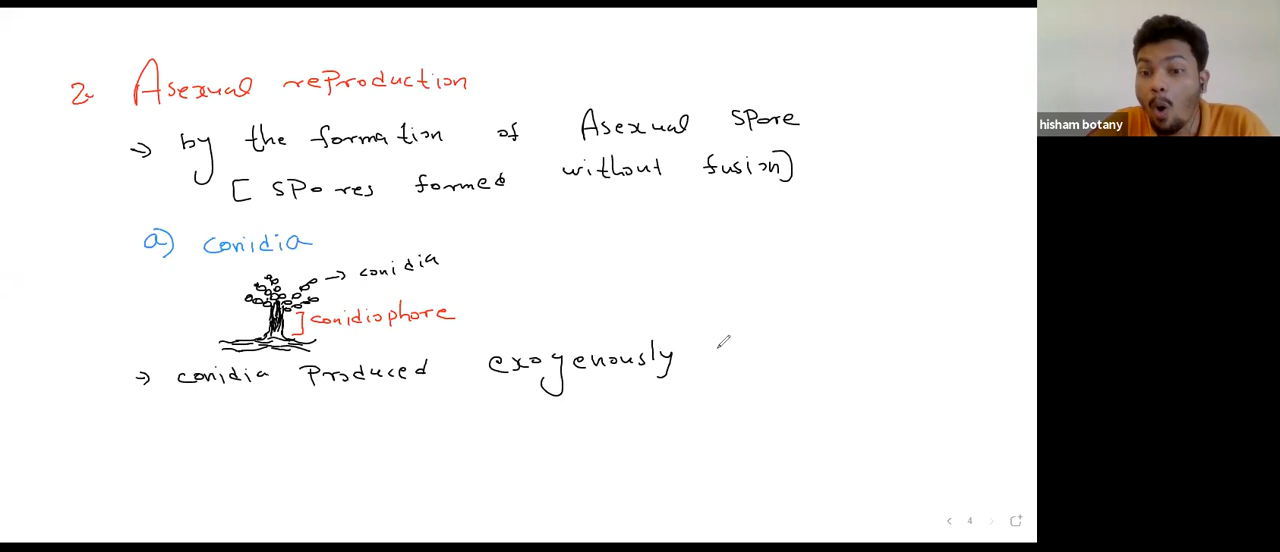 2. Asexual reproduction
→ by the formation of Asexual spore
[spores formed without fusion]
a) conidia
→ conidia
] conidiophore
→ conidia produced exogenously
hisham botany
4